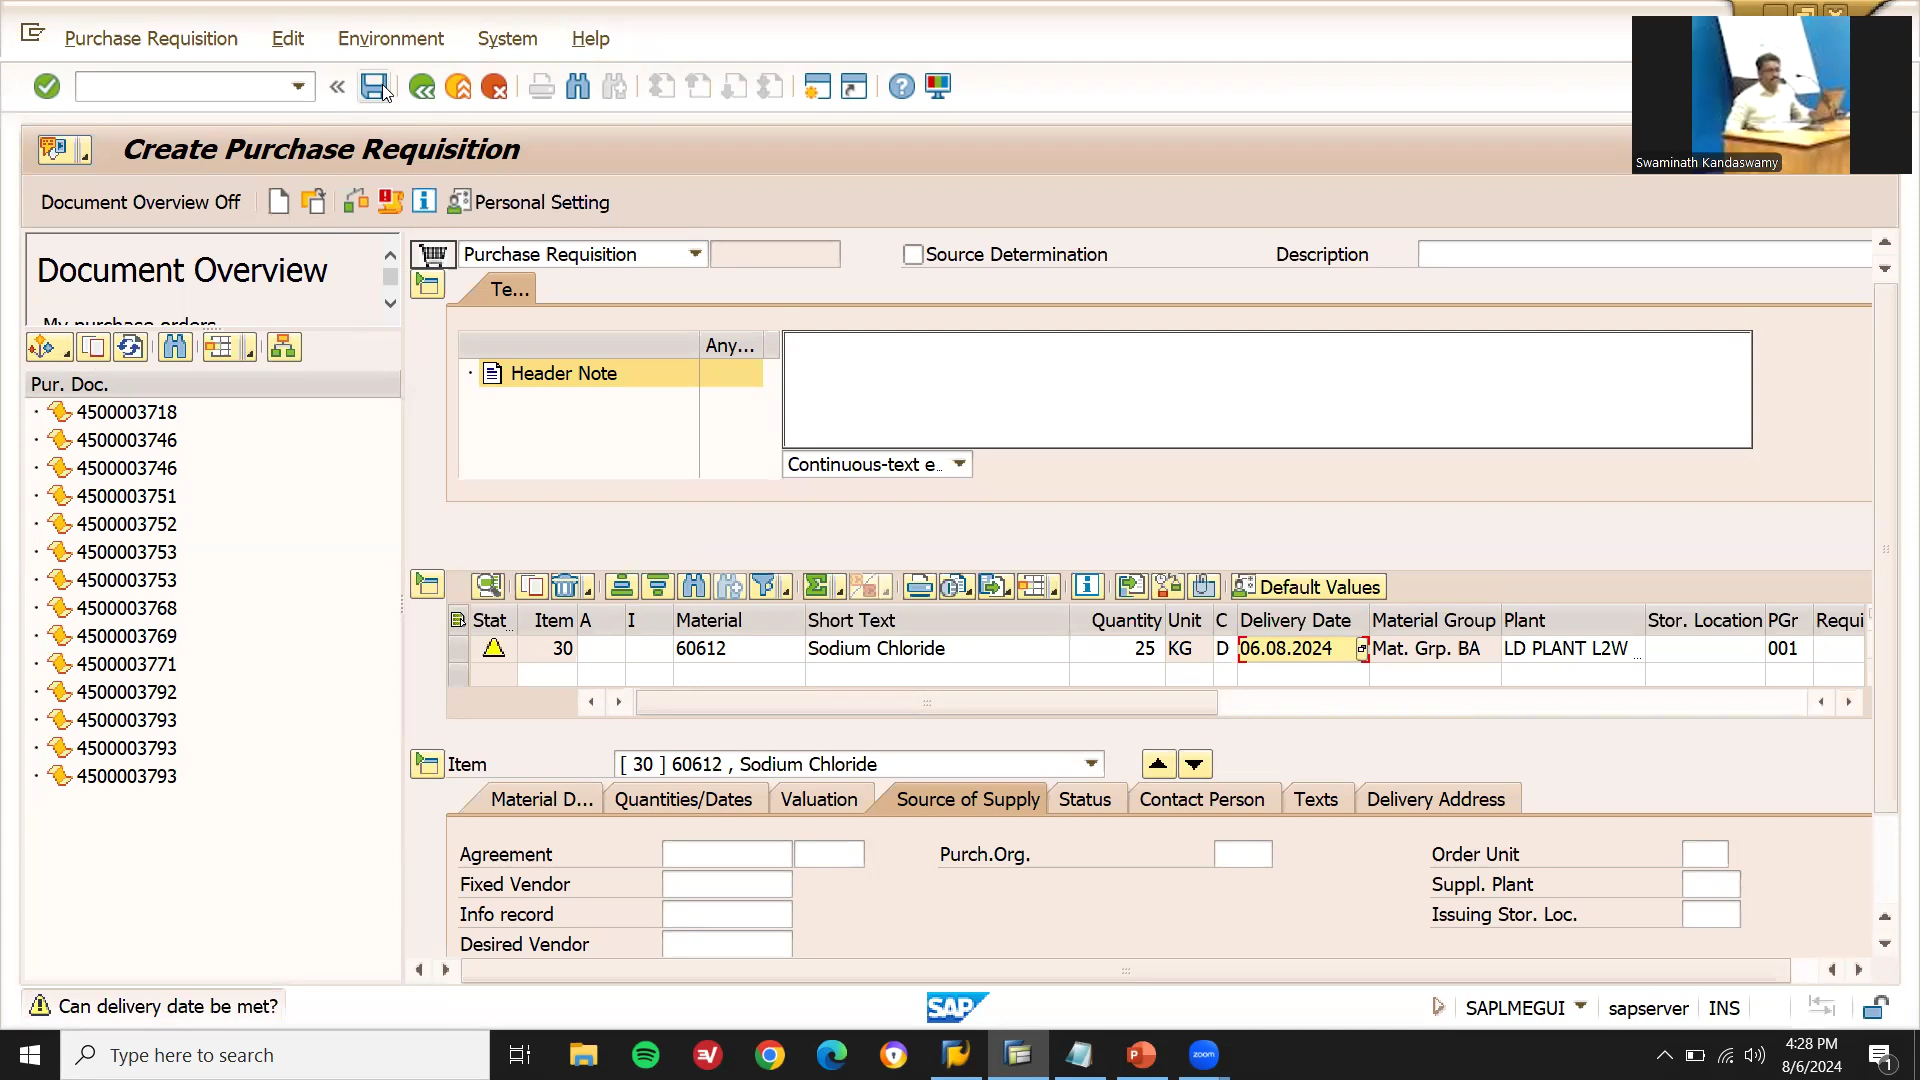 Purchase Requisition Edit Environment System Help
Swaminath Kandaswamy
Create Purchase Requisition
Document Overview Off Personal Setting
Document Overview
Pur. Doc.
4500003718
4500003746
4500003746
4500003751
4500003752
4500003753
4500003753
4500003768
4500003769
4500003771
4500003792
4500003793
4500003793
4500003793
Purchase Requisition Source Determination Description
Te...
Any...
Header Note
Continuous-text e..
Default Values
Stat.. Item A I Material Short Text Quantity Unit C Delivery Date Material Group Plant Stor. Location PGr Requi
30 60612 Sodium Chloride 25 KG D 06.08.2024 Mat. Grp. BA LD PLANT L2W ... 001
Item [ 30 ] 60612 , Sodium Chloride
Material D... Quantities/Dates Valuation Source of Supply Status Contact Person Texts Delivery Address
Agreement Purch.Org. Order Unit
Fixed Vendor Suppl. Plant
Info record Issuing Stor. Loc.
Desired Vendor
Can delivery date be met? SAP SAPLMEGUI sapserver INS
Type here to search zoom 4:28 PM
8/6/2024 1